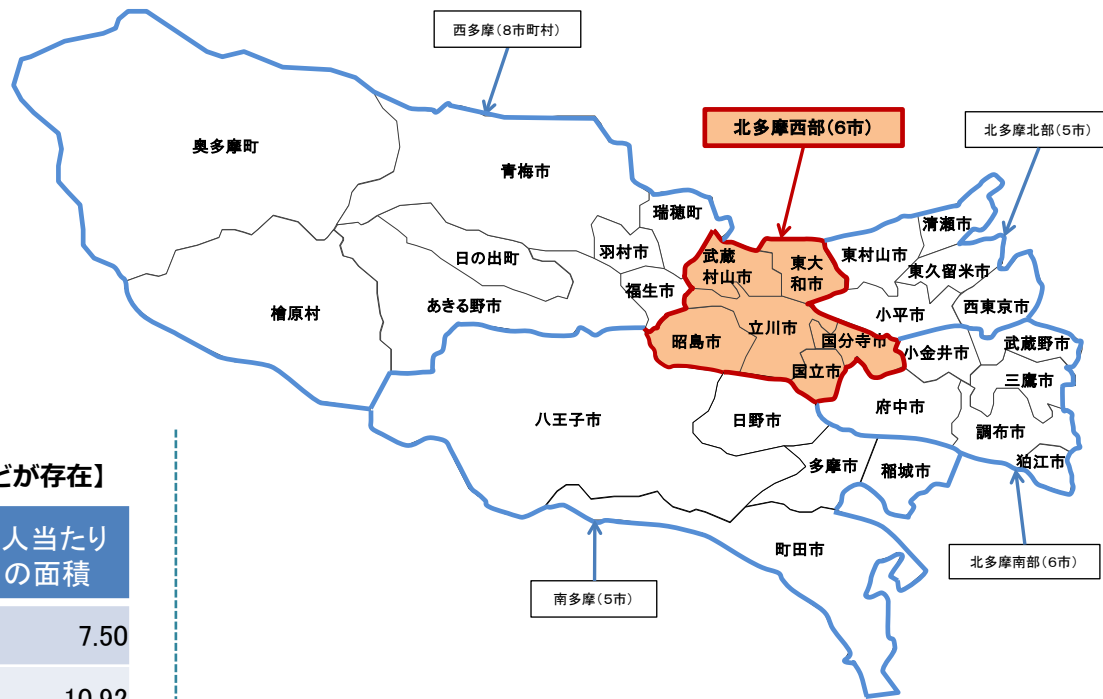 西多摩(8市町村)
北多摩西部(6市)
北多摩北部(5市)
奥多摩町
青梅市
瑞穂町
清瀬市
羽村市
武蔵
村山市
東大
和市
東村山市
日の出町
東久留米市
福生市
あきる野市
小平市
西東京市
檜原村
昭島市
立川市
国分寺市
小金井市
武蔵野市
国立市
三鷹市
八王子市
日野市
府中市
調布市
多摩市
稲城市
狛江市
町田市
北多摩南部(6市)
南多摩(5市)
どが存在】
人当たり
の面積
7.50
10.92